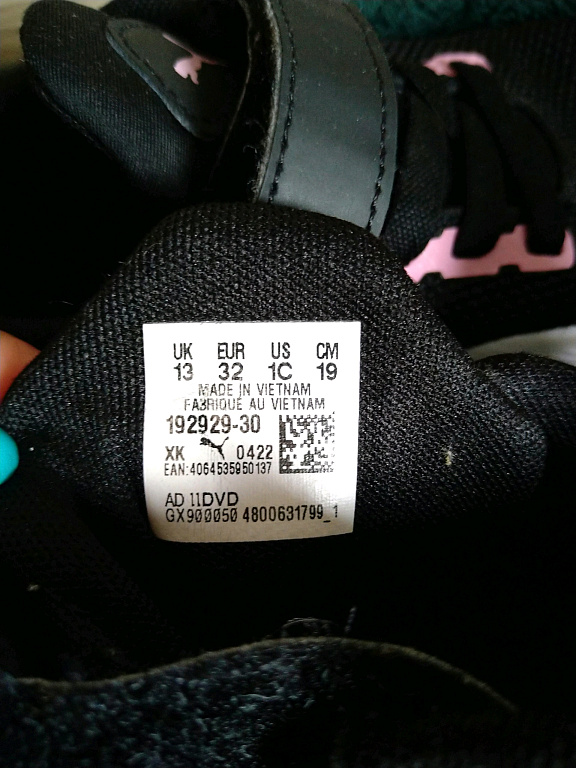 UK EUR US CM
13 32 1C 19
MADE IN VIETNAM
FABRIQUÉ AU VIETNAM
192929-30
XK 0422
EAN:4064535950137
AD 11DVD
GX900050 4800631799_1